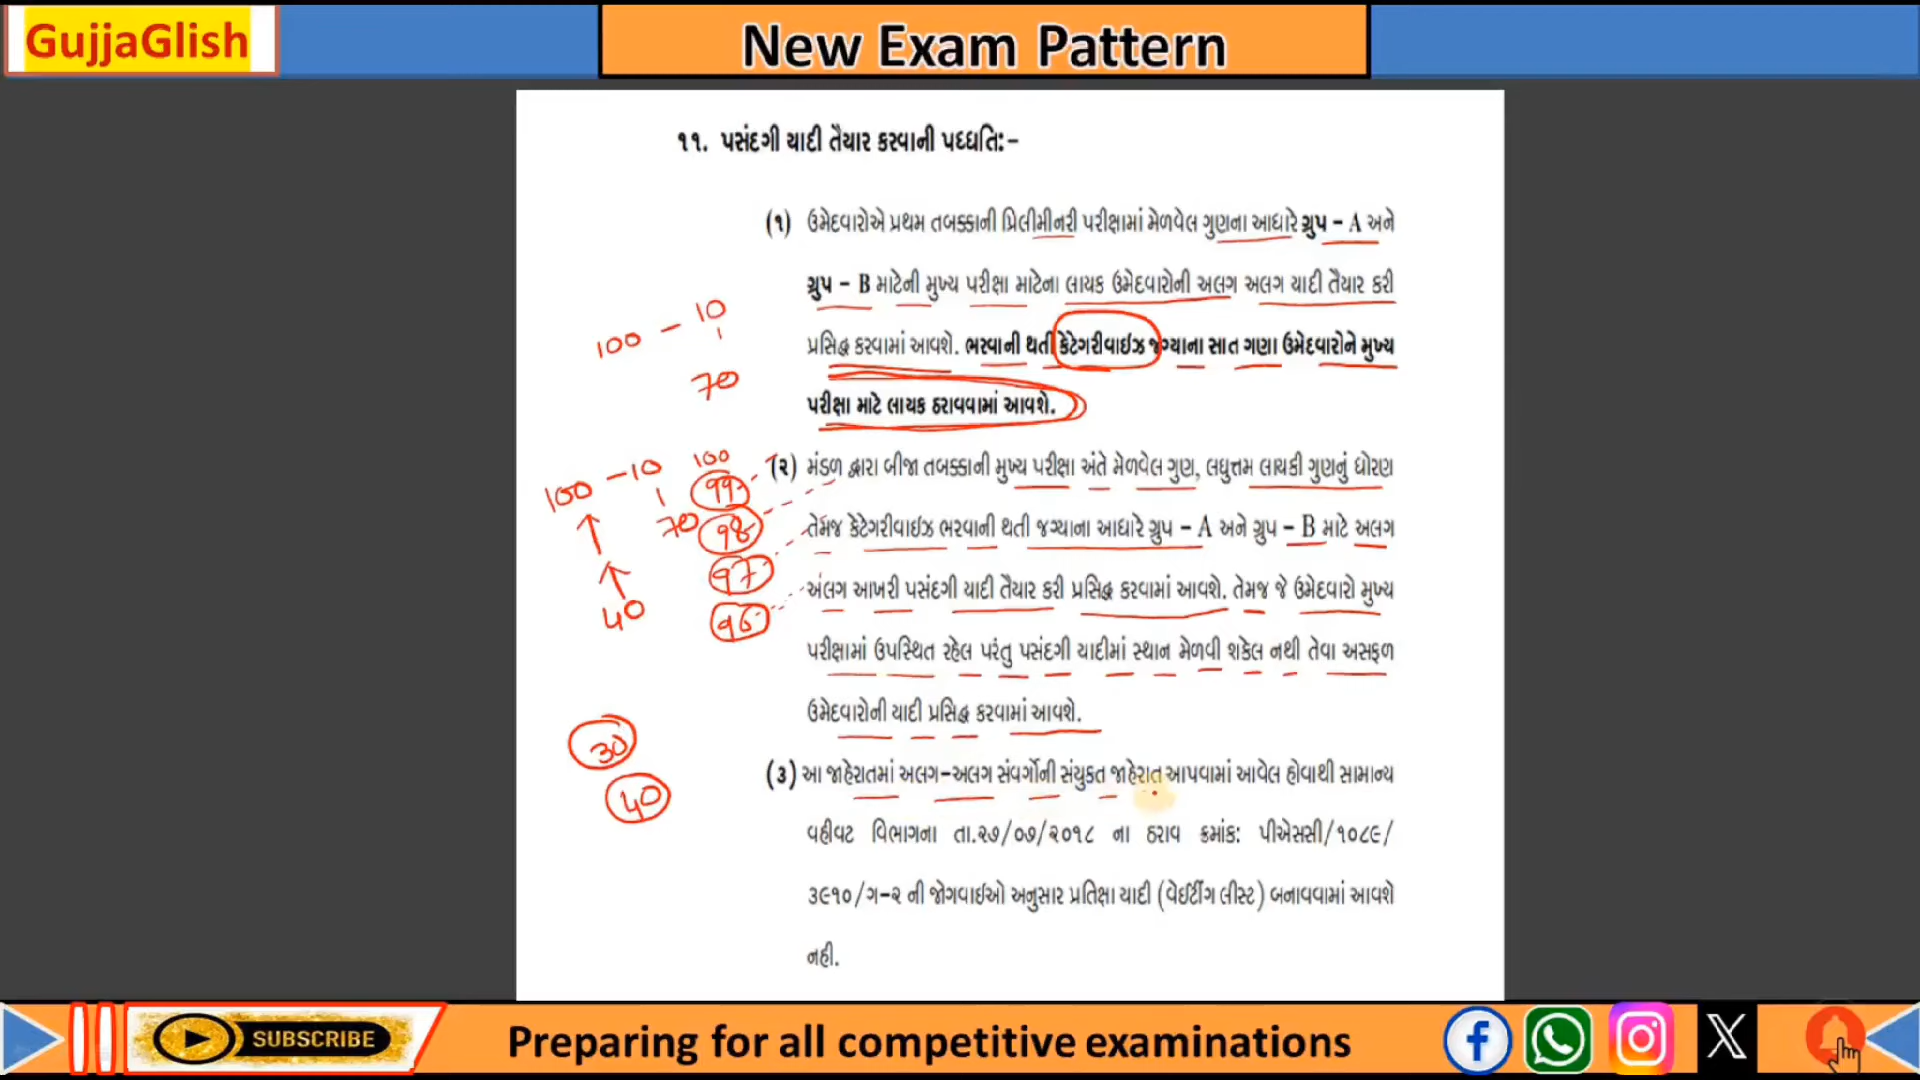 GujjaGlish
New Exam Pattern
૧૧. પસંદગી યાદી તૈયાર કરવાની પધ્ધતિ:-
(૧) ઉમેદવારોએ પ્રથમ તબક્કાની પ્રિલીમીનરી પરીક્ષામાં મેળવેલ ગુણના આધારે ગ્રુપ - A અને
ગ્રુપ - B માટેની મુખ્ય પરીક્ષા માટેના લાયક ઉમેદવારોની અલગ અલગ યાદી તૈયાર કરી
પ્રસિદ્ધ કરવામાં આવશે. ભરવાની થતી કેટેગરીવાઇઝ જગ્યાના સાત ગણા ઉમેદવારોને મુખ્ય
પરીક્ષા માટે લાયક ઠરાવવામાં આવશે.
100 - 10
70
(૨) મંડળ દ્વારા બીજા તબક્કાની મુખ્ય પરીક્ષા અંતે મેળવેલ ગુણ, લઘુત્તમ લાયકી ગુણનું ધોરણ
તેમજ કેટેગરીવાઇઝ ભરવાની થતી જગ્યાના આધારે ગ્રુપ - A અને ગ્રુપ - B માટે અલગ
અલગ આખરી પસંદગી યાદી તૈયાર કરી પ્રસિદ્ધ કરવામાં આવશે. તેમજ જે ઉમેદવારો મુખ્ય
પરીક્ષામાં ઉપસ્થિત રહેલ પરંતુ પસંદગી યાદીમાં સ્થાન મેળવી શકેલ નથી તેવા અસફળ
ઉમેદવારોની યાદી પ્રસિદ્ધ કરવામાં આવશે.
100 - 10
70
40
100
99
98
97
96
30
40
(૩) આ જાહેરાતમાં અલગ-અલગ સંવર્ગોની સંયુક્ત જાહેરાત આપવામાં આવેલ હોવાથી સામાન્ય
વહીવટ વિભાગના તા.૨૭/૦૭/૨૦૧૮ ના ઠરાવ ક્રમાંક: પીએસસી/૧૦૮૯/
૩૯૧૦/ગ-૨ ની જોગવાઇઓ અનુસાર પ્રતિક્ષા યાદી (વેઈટીંગ લીસ્ટ) બનાવવામાં આવશે
નહી.
SUBSCRIBE
Preparing for all competitive examinations